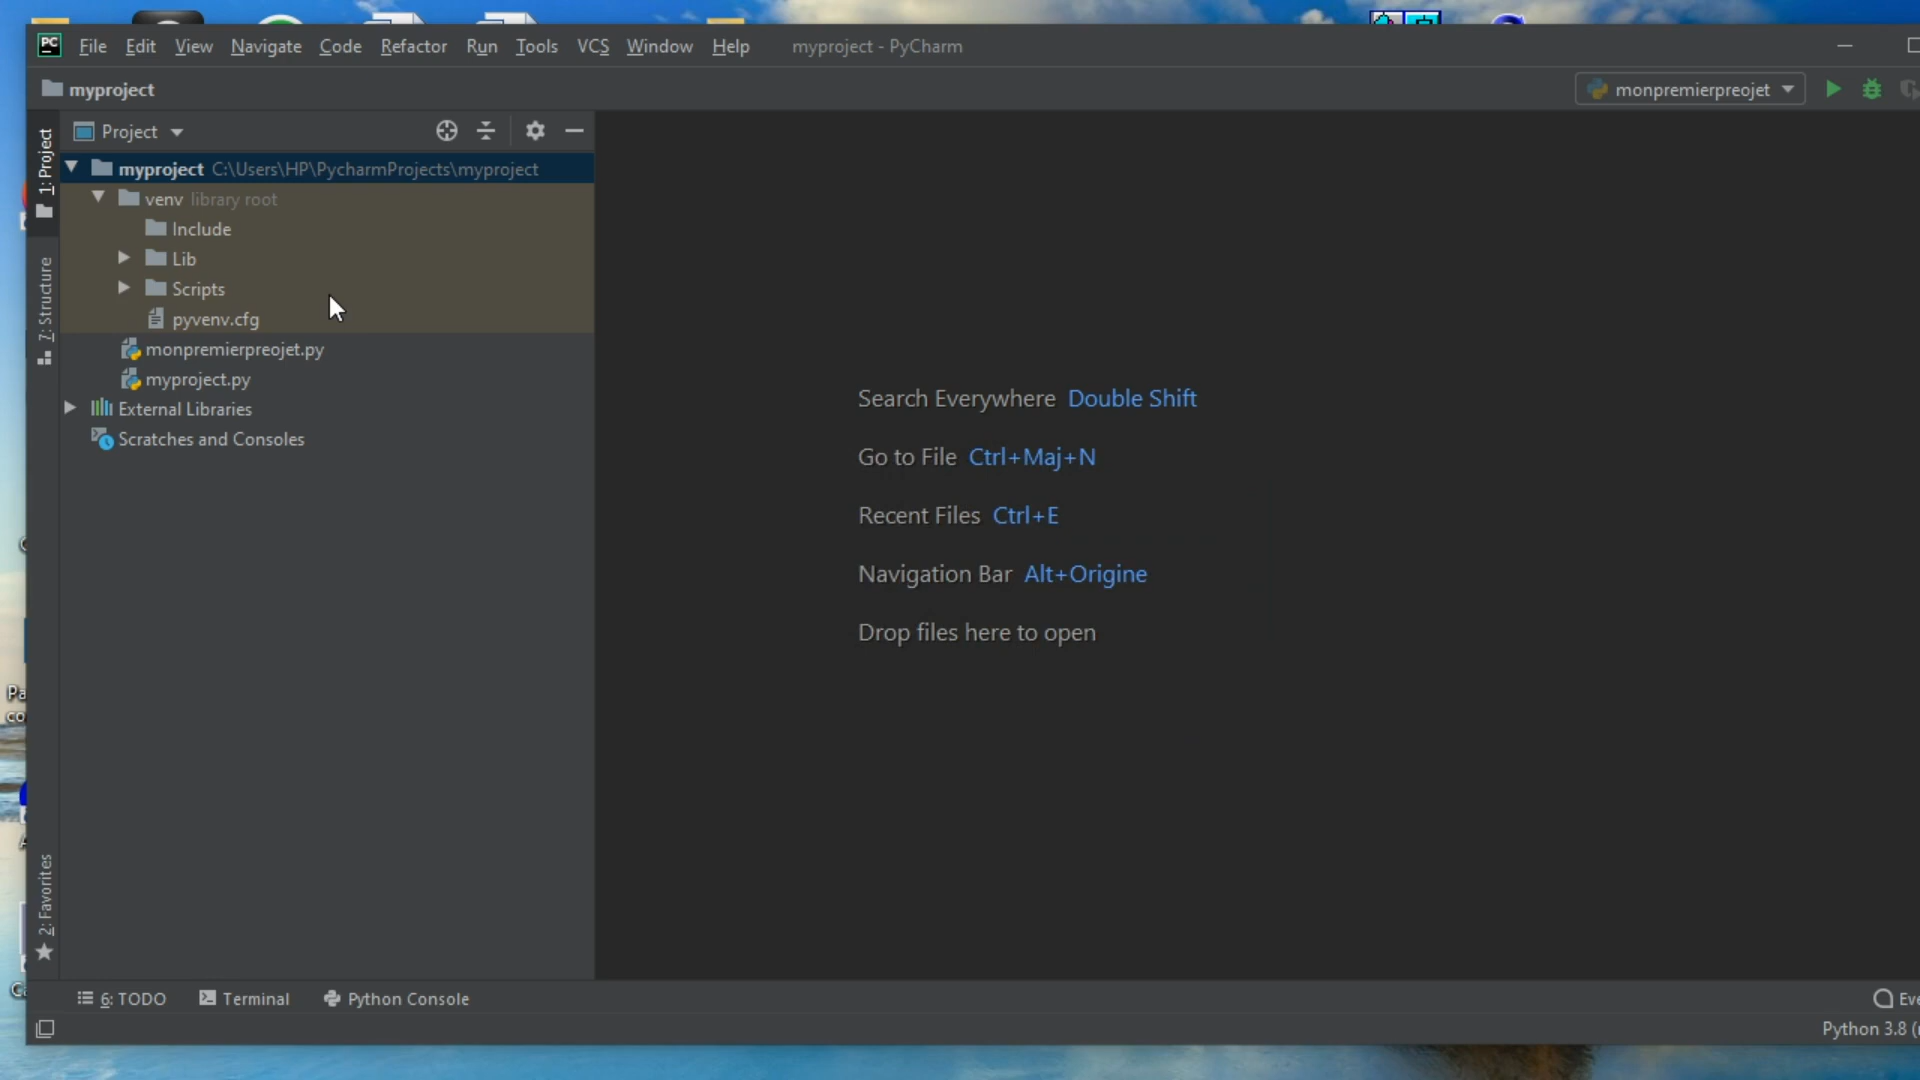 PC File Edit View Navigate Code Refactor Run Tools VCS Window Help myproject - PyCharm
myproject
monpremierpreojet
1: Project
Project
myproject C:\Users\HP\PycharmProjects\myproject
venv library root
Include
Lib
Scripts
pyvenv.cfg
monpremierpreojet.py
myproject.py
External Libraries
Scratches and Consoles
7: Structure
2: Favorites
Search Everywhere Double Shift
Go to File Ctrl+Maj+N
Recent Files Ctrl+E
Navigation Bar Alt+Origine
Drop files here to open
6: TODO Terminal Python Console
Python 3.8